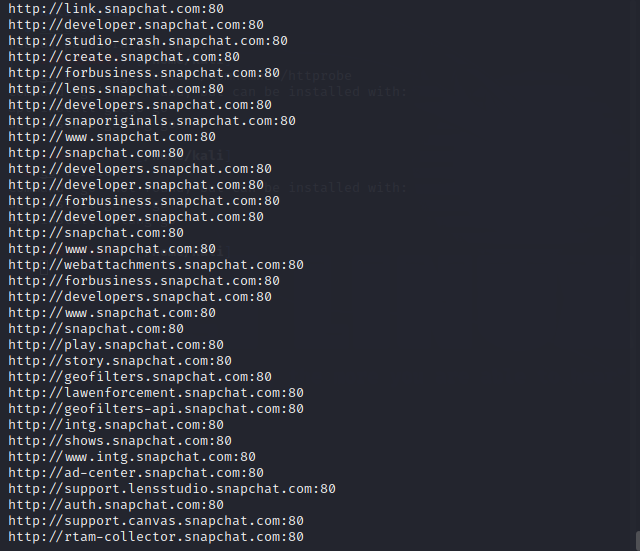 http://link.snapchat.com:80
http://developer.snapchat.com:80
http://studio-crash.snapchat.com:80
http://create.snapchat.com:80
http://forbusiness.snapchat.com:80
http://lens.snapchat.com:80
http://developers.snapchat.com:80
http://snaporiginals.snapchat.com:80
http://www.snapchat.com:80
http://snapchat.com:80
http://developers.snapchat.com:80
http://developer.snapchat.com:80
http://forbusiness.snapchat.com:80
http://developer.snapchat.com:80
http://snapchat.com:80
http://www.snapchat.com:80
http://webattachments.snapchat.com:80
http://forbusiness.snapchat.com:80
http://developers.snapchat.com:80
http://www.snapchat.com:80
http://snapchat.com:80
http://play.snapchat.com:80
http://story.snapchat.com:80
http://geofilters.snapchat.com:80
http://lawenforcement.snapchat.com:80
http://geofilters-api.snapchat.com:80
http://intg.snapchat.com:80
http://shows.snapchat.com:80
http://www.intg.snapchat.com:80
http://ad-center.snapchat.com:80
http://support.lensstudio.snapchat.com:80
http://auth.snapchat.com:80
http://support.canvas.snapchat.com:80
http://rtam-collector.snapchat.com:80